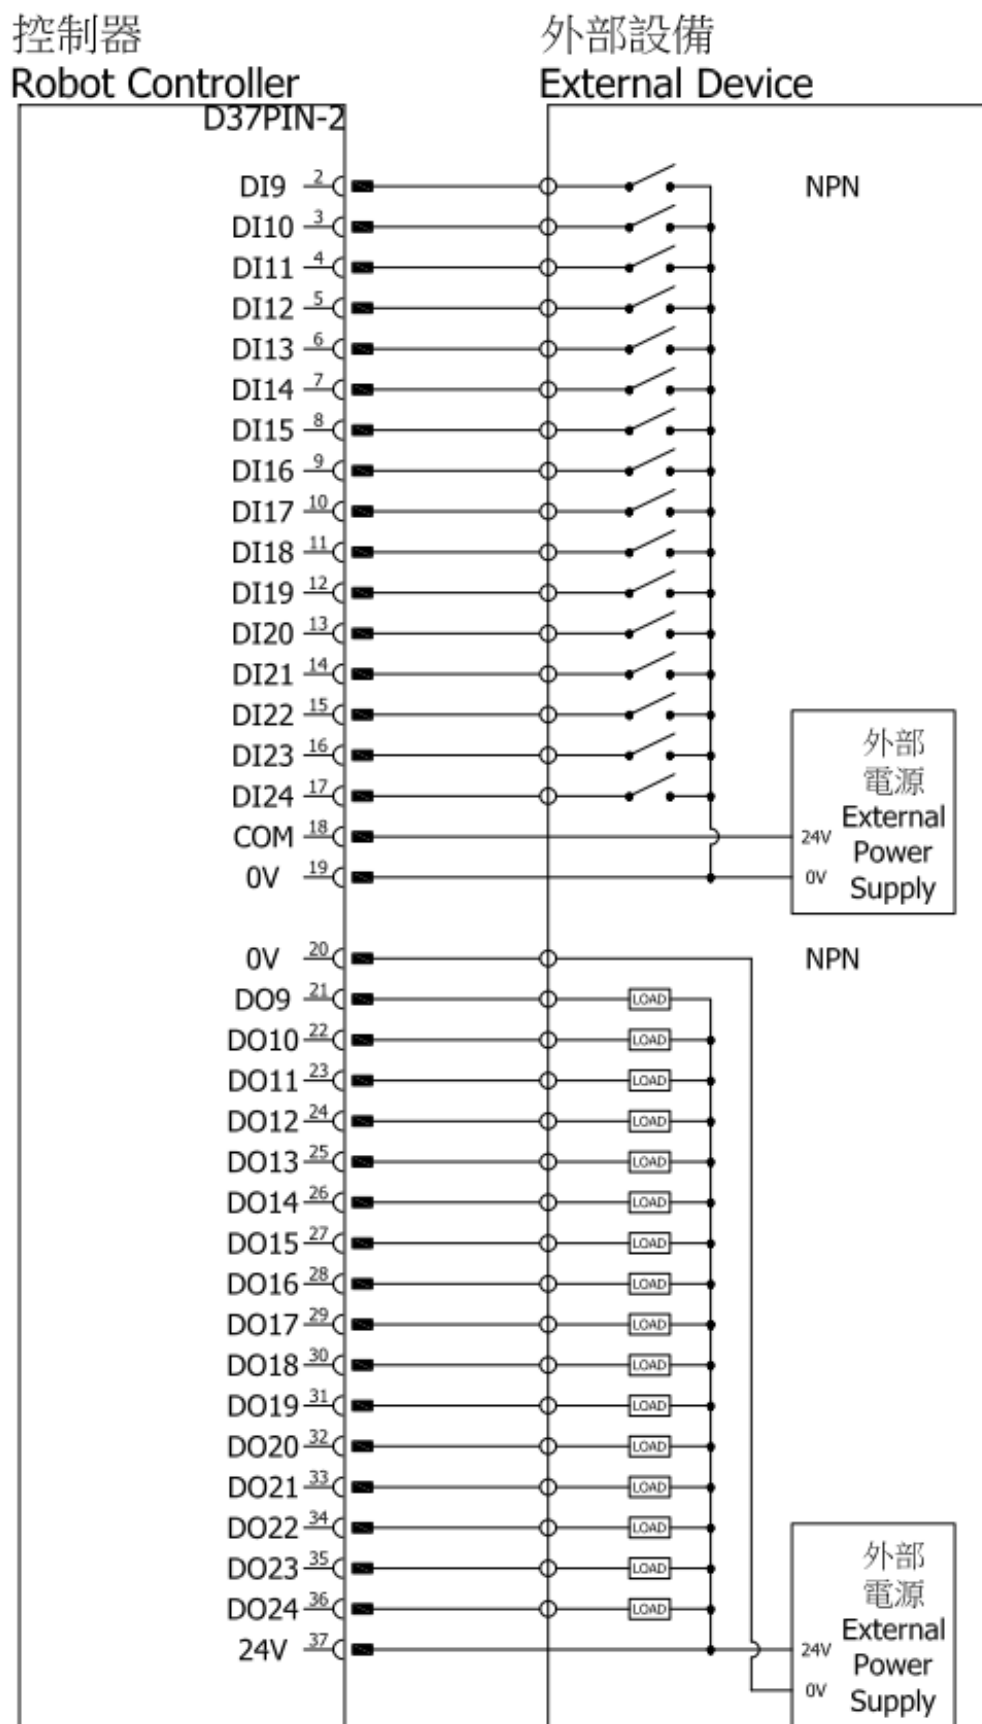 控制器 外部設備
Robot Controller External Device
D37PIN-2
DI9 2 NPN
DI10 3
DI11 4
DI12 5
DI13 6
DI14 7
DI15 8
DI16 9
DI17 10
DI18 11
DI19 12
DI20 13
DI21 14
DI22 15
DI23 16
DI24 17
COM 18
0V 19
外部
電源
External
Power
Supply
24V
0V
0V 20 NPN
DO9 21 LOAD
DO10 22 LOAD
DO11 23 LOAD
DO12 24 LOAD
DO13 25 LOAD
DO14 26 LOAD
DO15 27 LOAD
DO16 28 LOAD
DO17 29 LOAD
DO18 30 LOAD
DO19 31 LOAD
DO20 32 LOAD
DO21 33 LOAD
DO22 34 LOAD
DO23 35 LOAD
DO24 36 LOAD
24V 37
外部
電源
External
Power
Supply
24V
0V